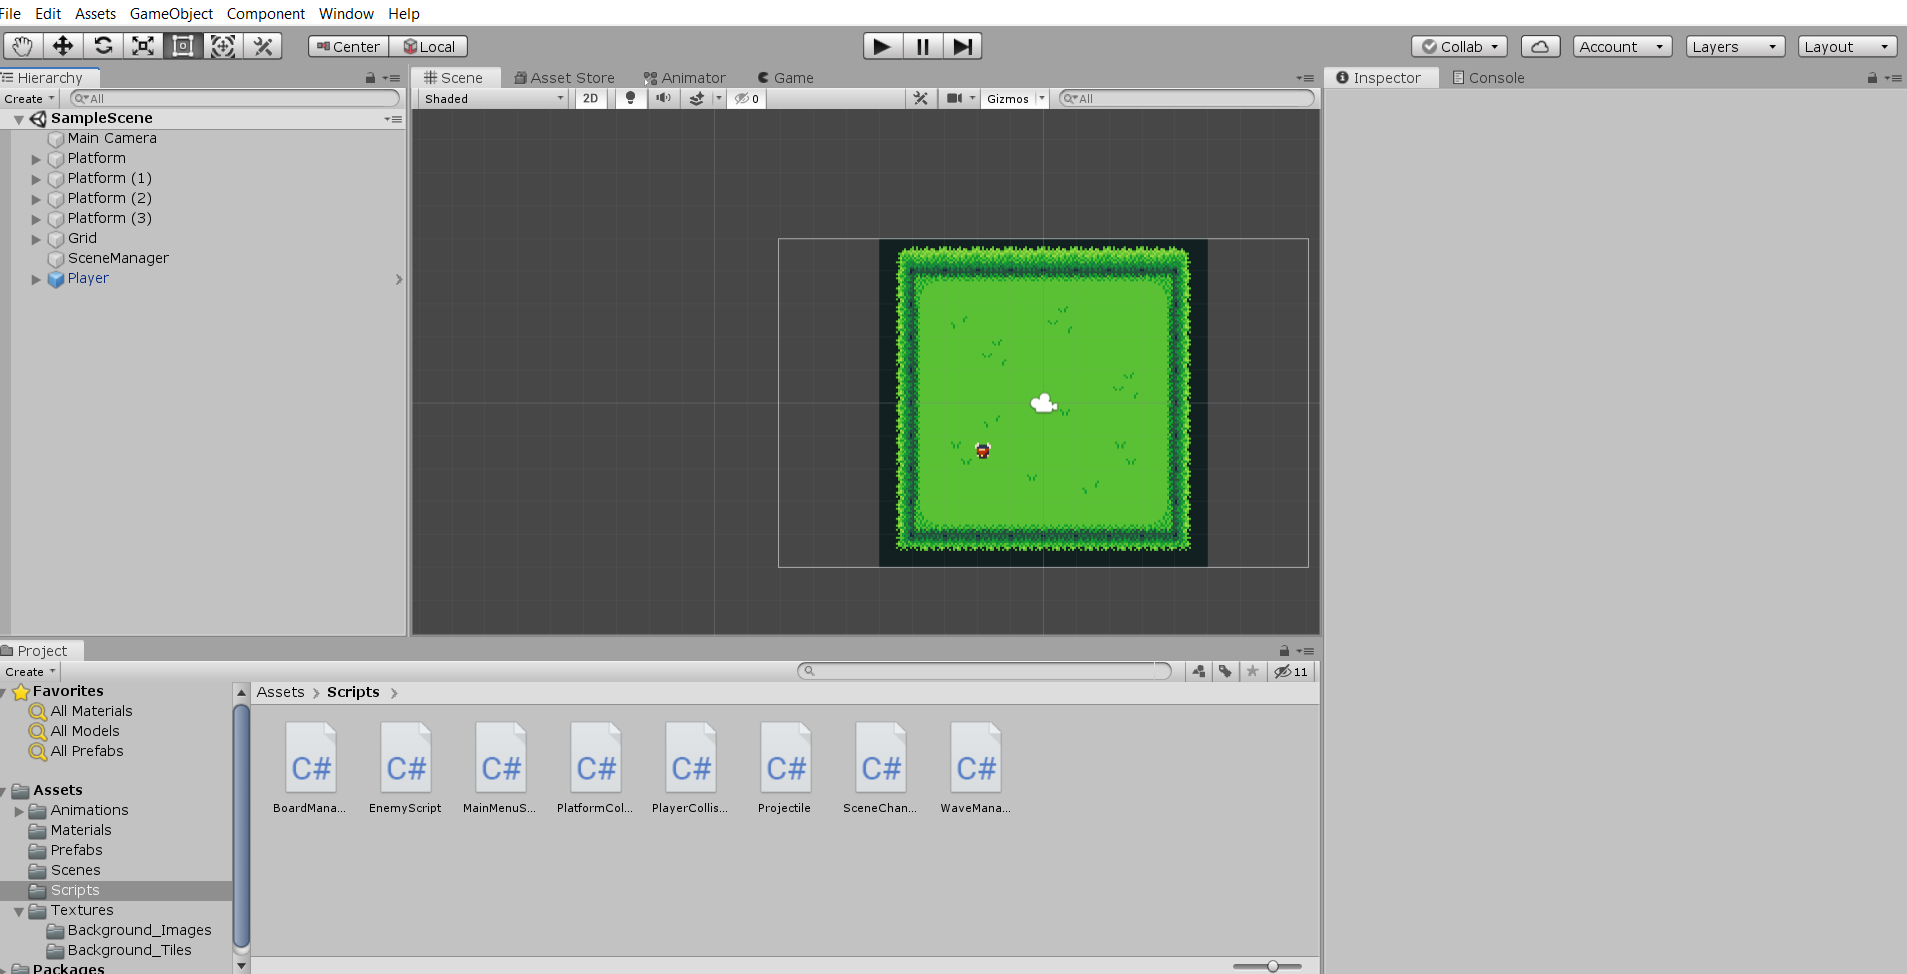 File Edit Assets GameObject Component Window Help
Center Local Collab Account Layers Layout
Hierarchy
Create All
SampleScene
Main Camera
Platform
Platform (1)
Platform (2)
Platform (3)
Grid
SceneManager
Player
Scene Asset Store Animator Game
Shaded 2D 0 Gizmos All
Inspector Console
Project
Create 11
Favorites
All Materials
All Models
All Prefabs
Assets
Animations
Materials
Prefabs
Scenes
Scripts
Textures
Background_Images
Background_Tiles
Packages
Assets > Scripts >
C# C# C# C# C# C# C# C#
BoardMana... EnemyScript MainMenuS... PlatformCol... PlayerCollis... Projectile SceneChan... WaveMana...